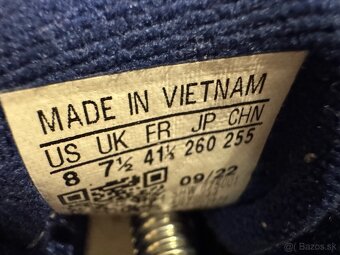 MADE IN VIETNAM
US UK FR JP CHN
8 7½ 41⅓ 260 255
09/22
Bazos.sk